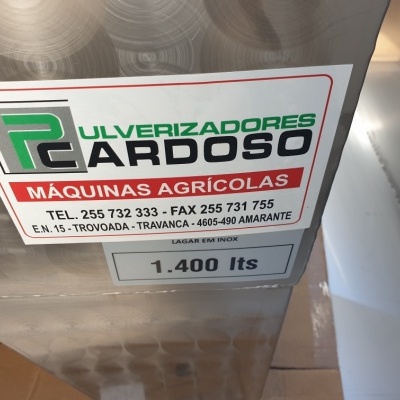 PULVERIZADORES
CARDOSO
MÁQUINAS AGRÍCOLAS
TEL. 255 732 333 - FAX 255 731 755
E.N. 15 - TROVOADA - TRAVANCA - 4605-490 AMARANTE
LAGAR EM INOX
1.400 lts